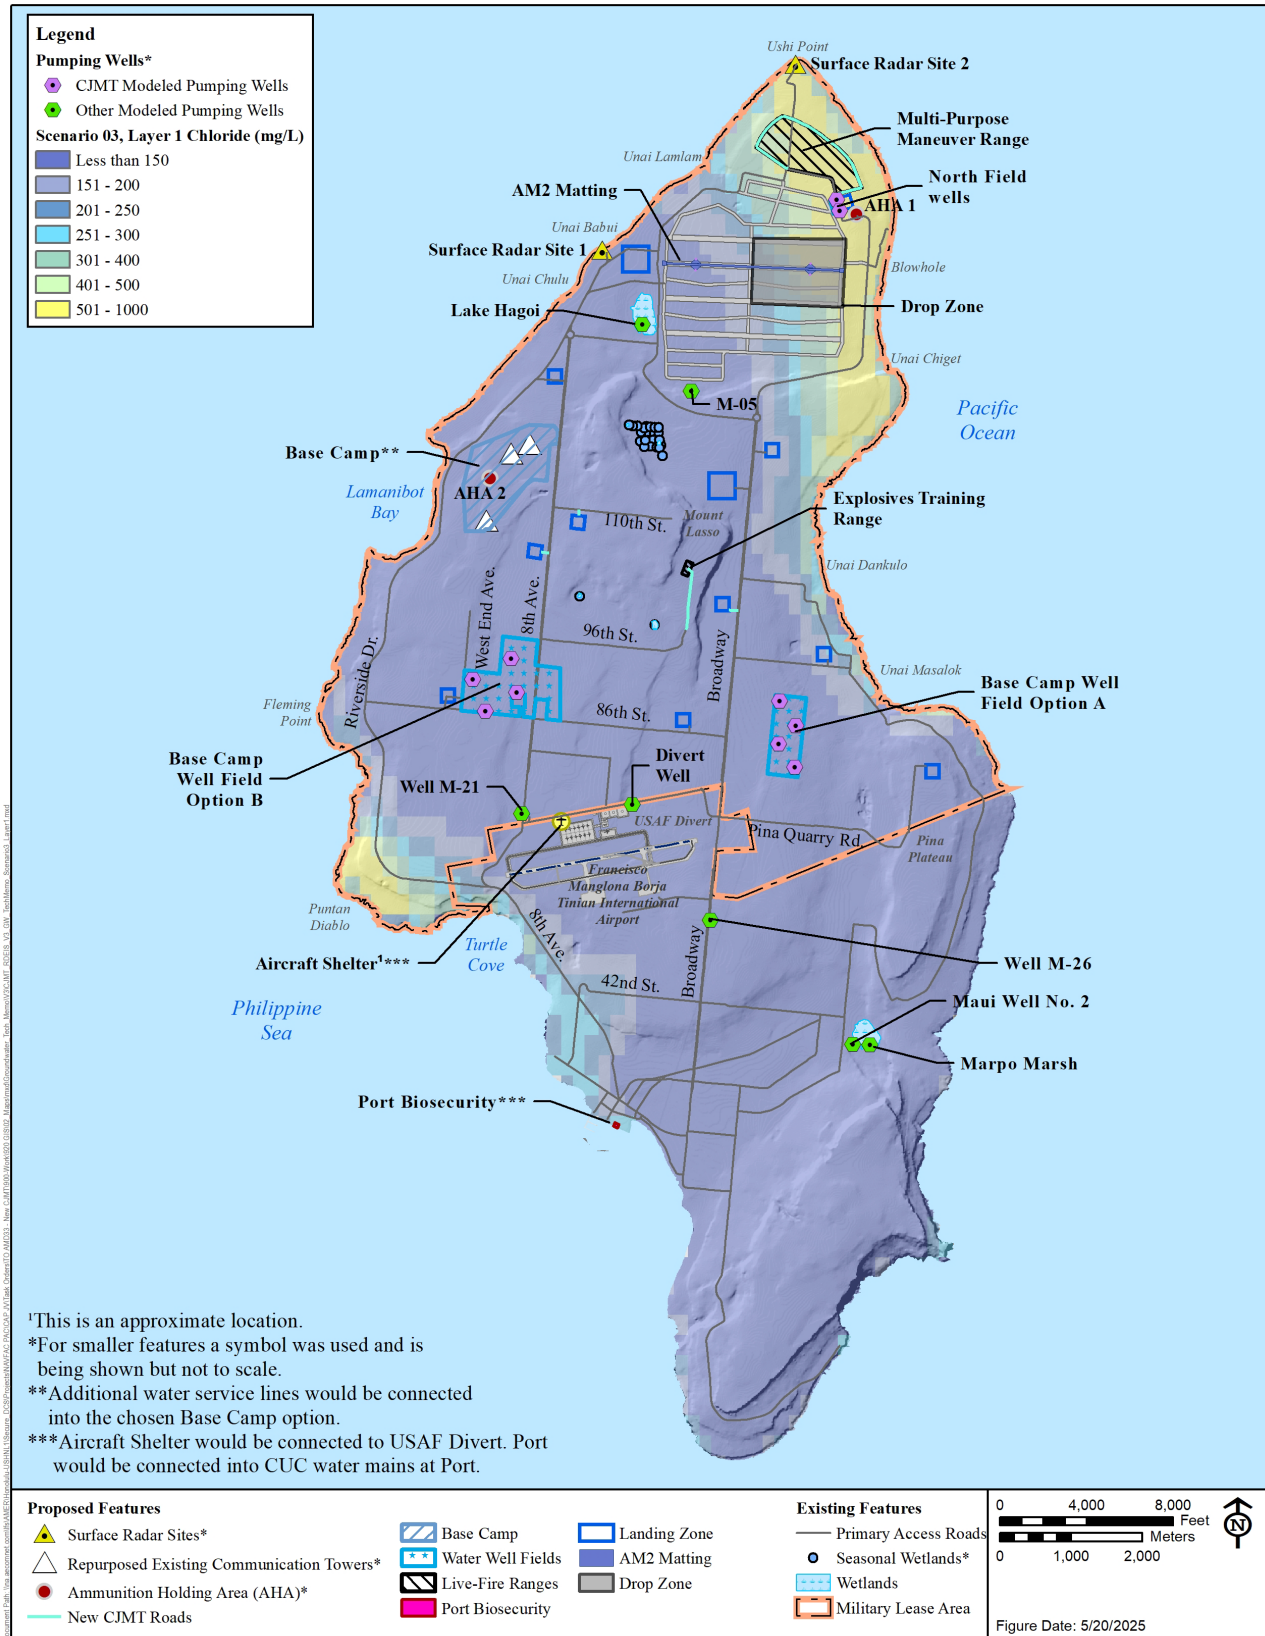 Legend
Pumping Wells*
CJMT Modeled Pumping Wells
Other Modeled Pumping Wells
Scenario 03, Layer 1 Chloride (mg/L)
Less than 150
151 - 200
201 - 250
251 - 300
301 - 400
401 - 500
501 - 1000
Ushi Point
Surface Radar Site 2
Multi-Purpose
Maneuver Range
Unai Lamlam
North Field
wells
AM2 Matting
AHA 1
Unai Babui
Surface Radar Site 1
Unai Chulu
Blowhole
Lake Hagoi
Drop Zone
Unai Chiget
M-05
Pacific
Ocean
Base Camp**
AHA 2
Lamanibot
Bay
Explosives Training
Range
110th St.
Mount
Lasso
Unai Dankulo
West End Ave.
8th Ave.
96th St.
Broadway
Riverside Dr.
Unai Masalok
Base Camp Well
Field Option A
Fleming
Point
86th St.
Base Camp
Well Field
Option B
Divert
Well
Well M-21
USAF Divert
Pina Quarry Rd.
Pina
Plateau
Francisco
Manglona Borja
Tinian International
Airport
Puntan
Diablo
8th Ave.
Turtle
Cove
Aircraft Shelter¹***
Broadway
Well M-26
42nd St.
Maui Well No. 2
Philippine
Sea
Marpo Marsh
Port Biosecurity***
¹This is an approximate location.
*For smaller features a symbol was used and is
being shown but not to scale.
**Additional water service lines would be connected
into the chosen Base Camp option.
***Aircraft Shelter would be connected to USAF Divert. Port
would be connected into CUC water mains at Port.
Proposed Features
Surface Radar Sites*
Repurposed Existing Communication Towers*
Ammunition Holding Area (AHA)*
New CJMT Roads
Base Camp
Water Well Fields
Live-Fire Ranges
Port Biosecurity
Landing Zone
AM2 Matting
Drop Zone
Existing Features
Primary Access Roads
Seasonal Wetlands*
Wetlands
Military Lease Area
0 4,000 8,000
Feet
Meters
0 1,000 2,000
N
Figure Date: 5/20/2025